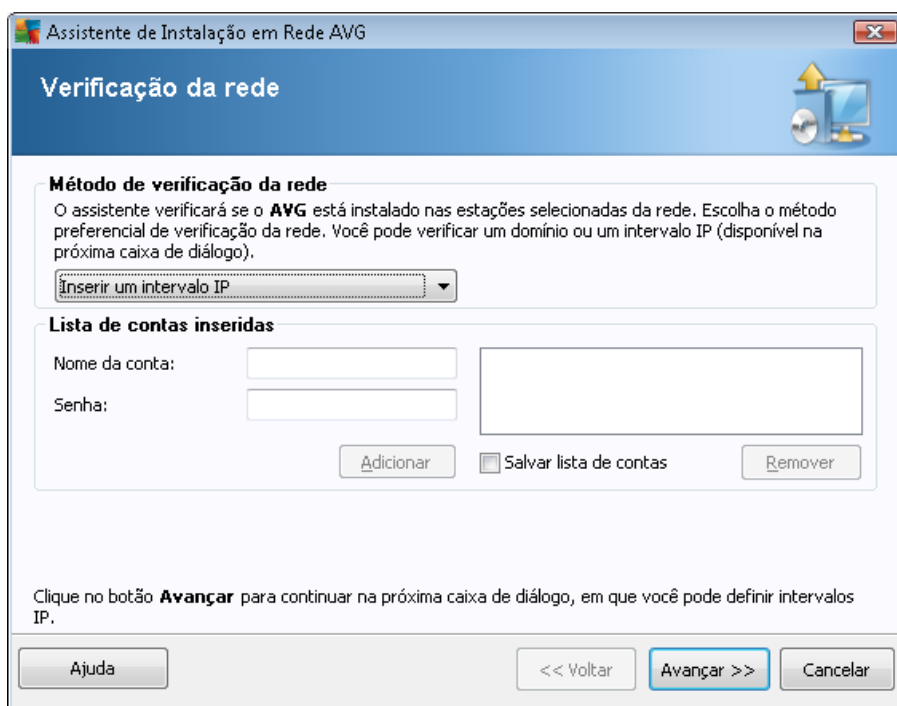 Assistente de Instalação em Rede AVG
Verificação da rede
Método de verificação da rede
O assistente verificará se o AVG está instalado nas estações selecionadas da rede. Escolha o método
preferencial de verificação da rede. Você pode verificar um domínio ou um intervalo IP (disponível na
próxima caixa de diálogo).
Inserir um intervalo IP
Lista de contas inseridas
Nome da conta:
Senha:
Adicionar
Salvar lista de contas
Remover
Clique no botão Avançar para continuar na próxima caixa de diálogo, em que você pode definir intervalos
IP.
Ajuda
<< Voltar
Avançar >>
Cancelar